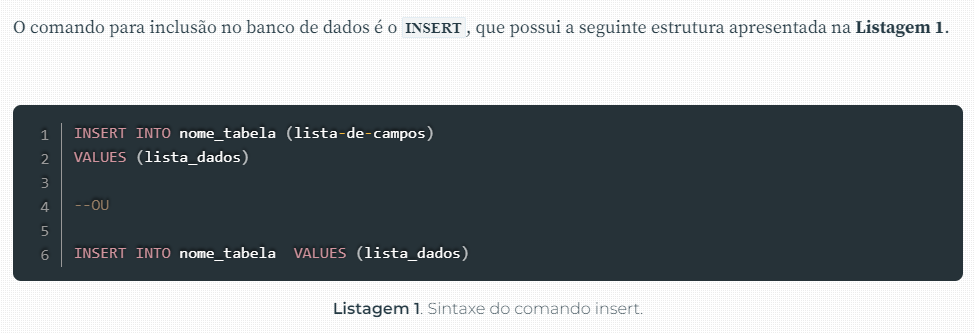 O comando para inclusão no banco de dados é o INSERT, que possui a seguinte estrutura apresentada na Listagem 1.
1 INSERT INTO nome_tabela (lista-de-campos)
2 VALUES (lista_dados)
3
4 --OU
5
6 INSERT INTO nome_tabela  VALUES (lista_dados)
Listagem 1. Sintaxe do comando insert.